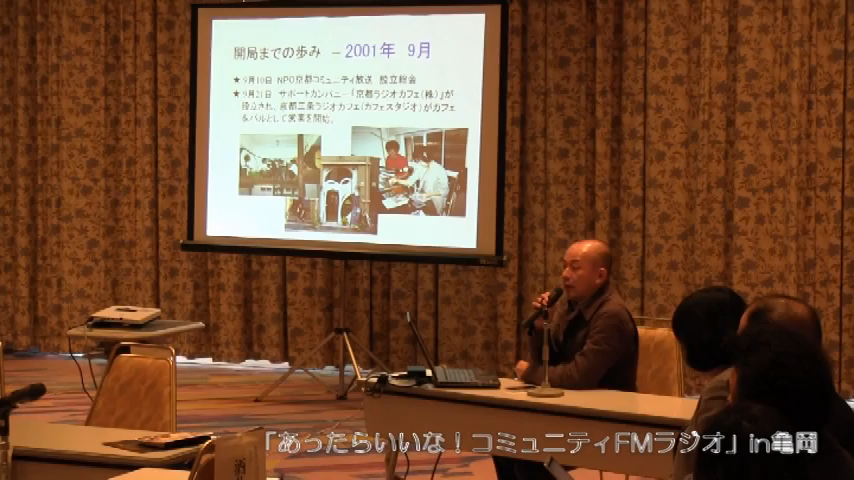 開局までの歩み －2001年 9月
★ 9月10日 NPO京都コミュニティ放送 設立総会
★ 9月21日 サポートカンパニー「京都ラジオカフェ(株)」が
設立され、京都三条ラジオカフェ(カフェスタジオ)がカフェ
&バルとして営業を開始。
「あったらいいな！コミュニティFMラジオ」in亀岡